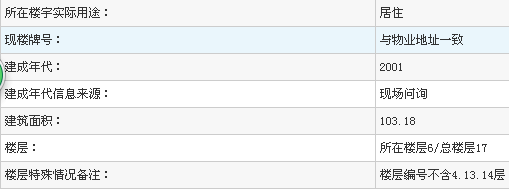 所在楼宇实际用途： 居住
现楼牌号： 与物业地址一致
建成年代： 2001
建成年代信息来源： 现场问询
建筑面积： 103.18
楼层： 所在楼层6/总楼层17
楼层特殊情况备注： 楼层编号不含4.13.14层